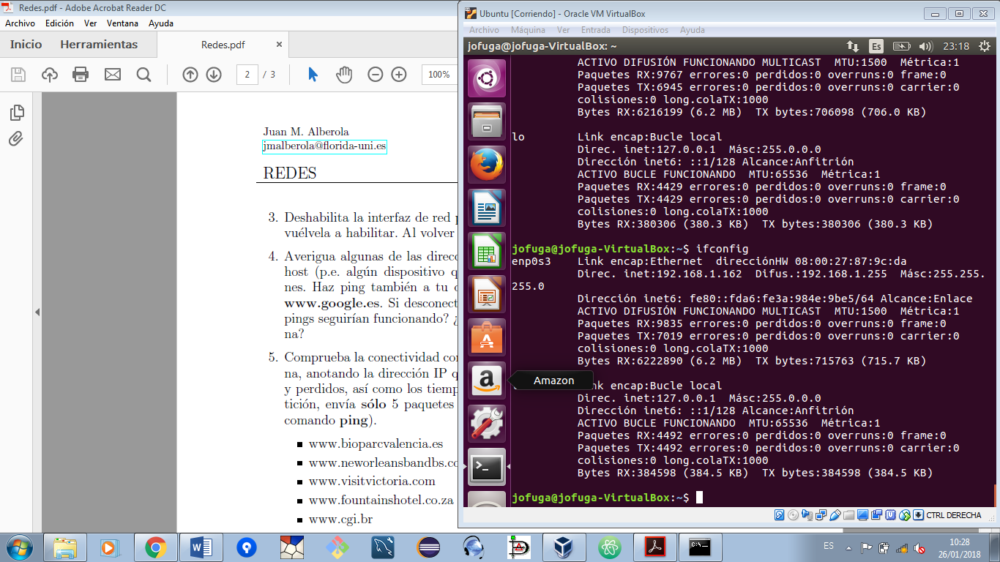 Redes.pdf - Adobe Acrobat Reader DC
Archivo Edición Ver Ventana Ayuda
Inicio Herramientas Redes.pdf ×
2 / 3 100%
Juan M. Alberola
jmalberola@florida-uni.es
REDES
3. Deshabilita la interfaz de red
vuélvela a habilitar. Al volver
4. Averigua algunas de las direc
host (p.e. algún dispositivo q
nes. Haz ping también a tu
www.google.es. Si desconect
pings seguirían funcionando? ¿
na?
5. Comprueba la conectividad con
na, anotando la dirección IP q
y perdidos, así como los tiemp
tición, envía sólo 5 paquetes
comando ping).
▪ www.bioparcvalencia.es
▪ www.neworleansbandbs.co
▪ www.visitvictoria.com
▪ www.fountainshotel.co.za
▪ www.cgi.br
Ubuntu [Corriendo] - Oracle VM VirtualBox
Archivo Máquina Ver Entrada Dispositivos Ayuda
jofuga@jofuga-VirtualBox: ~ Es 23:18
ACTIVO DIFUSIÓN FUNCIONANDO MULTICAST MTU:1500 Métrica:1
Paquetes RX:9767 errores:0 perdidos:0 overruns:0 frame:0
Paquetes TX:6945 errores:0 perdidos:0 overruns:0 carrier:0
colisiones:0 long.colaTX:1000
Bytes RX:6216199 (6.2 MB) TX bytes:706098 (706.0 KB)
lo Link encap:Bucle local
Direc. inet:127.0.0.1 Másc:255.0.0.0
Dirección inet6: ::1/128 Alcance:Anfitrión
ACTIVO BUCLE FUNCIONANDO MTU:65536 Métrica:1
Paquetes RX:4429 errores:0 perdidos:0 overruns:0 frame:0
Paquetes TX:4429 errores:0 perdidos:0 overruns:0 carrier:0
colisiones:0 long.colaTX:1000
Bytes RX:380306 (380.3 KB) TX bytes:380306 (380.3 KB)
jofuga@jofuga-VirtualBox:~$ ifconfig
enp0s3 Link encap:Ethernet direcciónHW 08:00:27:87:9c:da
Direc. inet:192.168.1.162 Difus.:192.168.1.255 Másc:255.255.
255.0
Dirección inet6: fe80::fda6:fe3a:984e:9be5/64 Alcance:Enlace
ACTIVO DIFUSIÓN FUNCIONANDO MULTICAST MTU:1500 Métrica:1
Paquetes RX:9835 errores:0 perdidos:0 overruns:0 frame:0
Paquetes TX:7019 errores:0 perdidos:0 overruns:0 carrier:0
colisiones:0 long.colaTX:1000
Bytes RX:6222890 (6.2 MB) TX bytes:715763 (715.7 KB)
Amazon
nk encap:Bucle local
Direc. inet:127.0.0.1 Másc:255.0.0.0
Dirección inet6: ::1/128 Alcance:Anfitrión
ACTIVO BUCLE FUNCIONANDO MTU:65536 Métrica:1
Paquetes RX:4492 errores:0 perdidos:0 overruns:0 frame:0
Paquetes TX:4492 errores:0 perdidos:0 overruns:0 carrier:0
colisiones:0 long.colaTX:1000
Bytes RX:384598 (384.5 KB) TX bytes:384598 (384.5 KB)
jofuga@jofuga-VirtualBox:~$
CTRL DERECHA
ES 10:28
26/01/2018